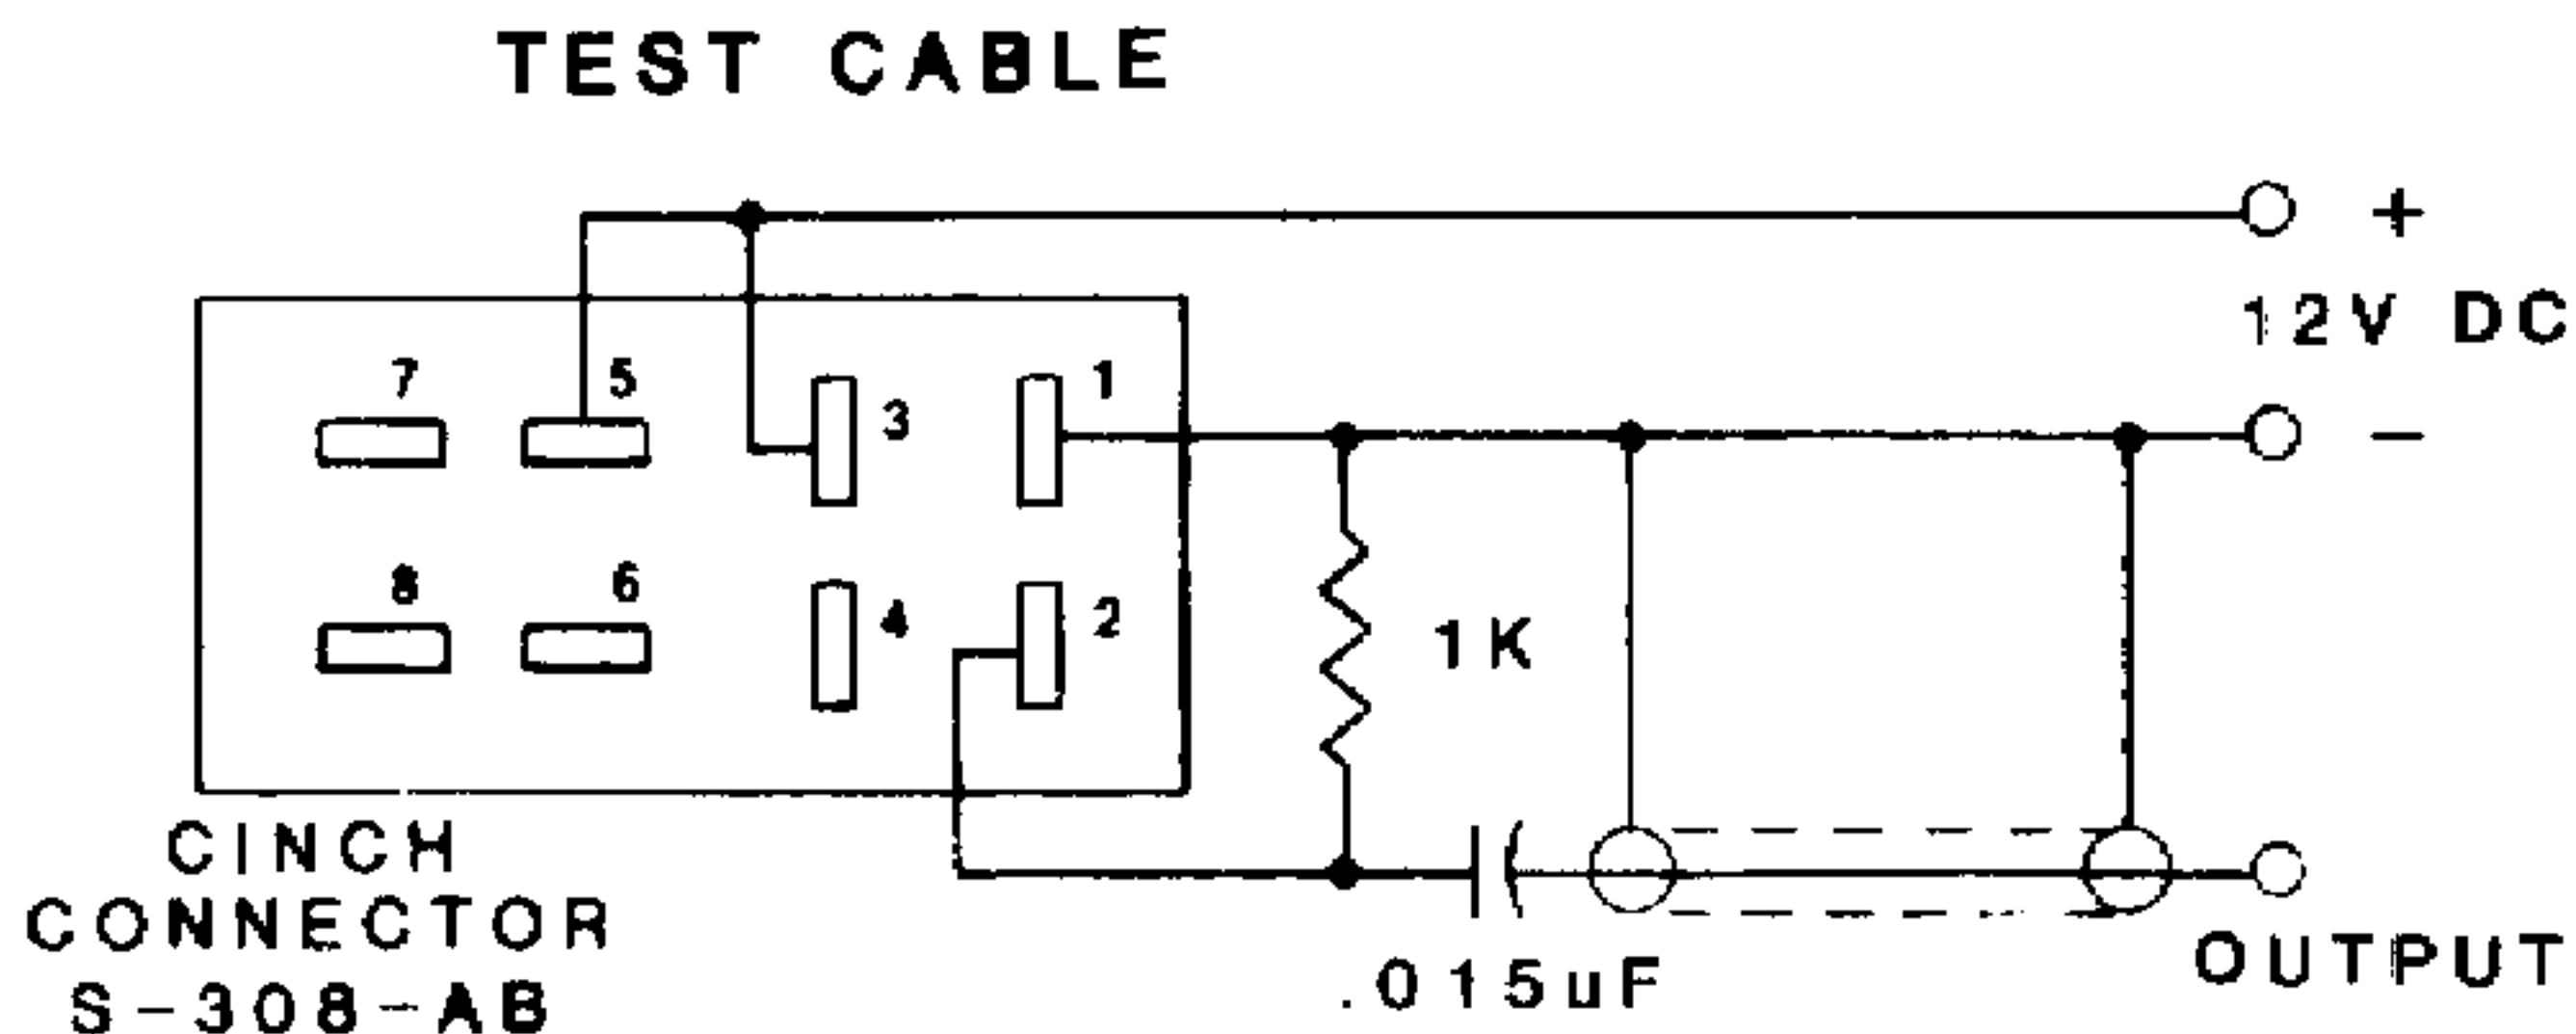 TEST CABLE
+
12V DC
7 5 3 1
−
8 6 4 2
1K
CINCH
CONNECTOR
S-308-AB
.015uF
OUTPUT